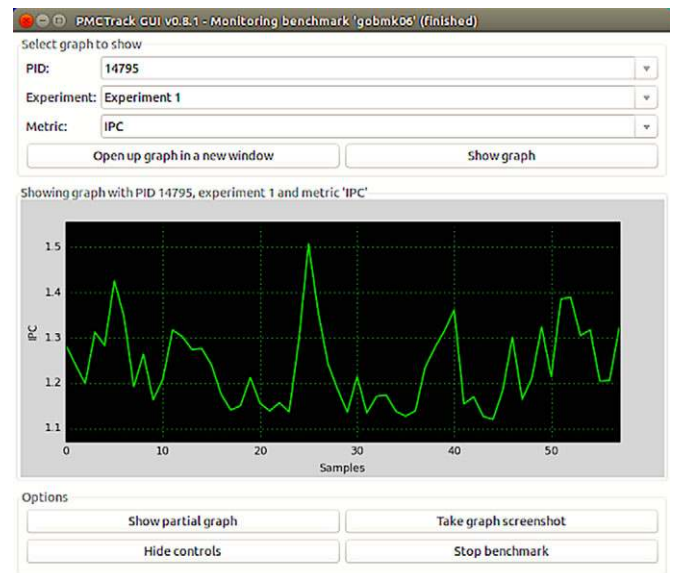 PMCTrack GUI v0.8.1 - Monitoring benchmark 'gobmk06' (finished)
Select graph to show
PID: 14795
Experiment: Experiment 1
Metric: IPC
Open up graph in a new window Show graph
Showing graph with PID 14795, experiment 1 and metric 'IPC'
1.5
1.4
1.3
1.2
1.1
IPC
0 10 20 30 40 50
Samples
Options
Show partial graph Take graph screenshot
Hide controls Stop benchmark